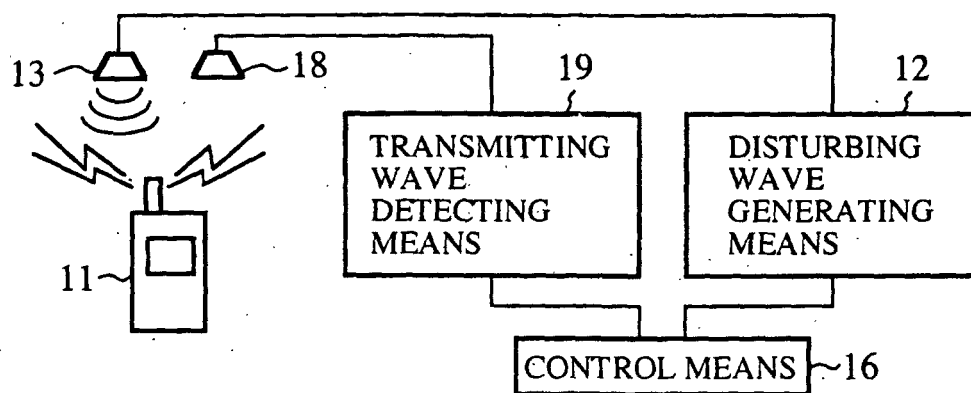 13
18
19
12
TRANSMITTING
WAVE
DETECTING
MEANS
DISTURBING
WAVE
GENERATING
MEANS
11
CONTROL MEANS
16